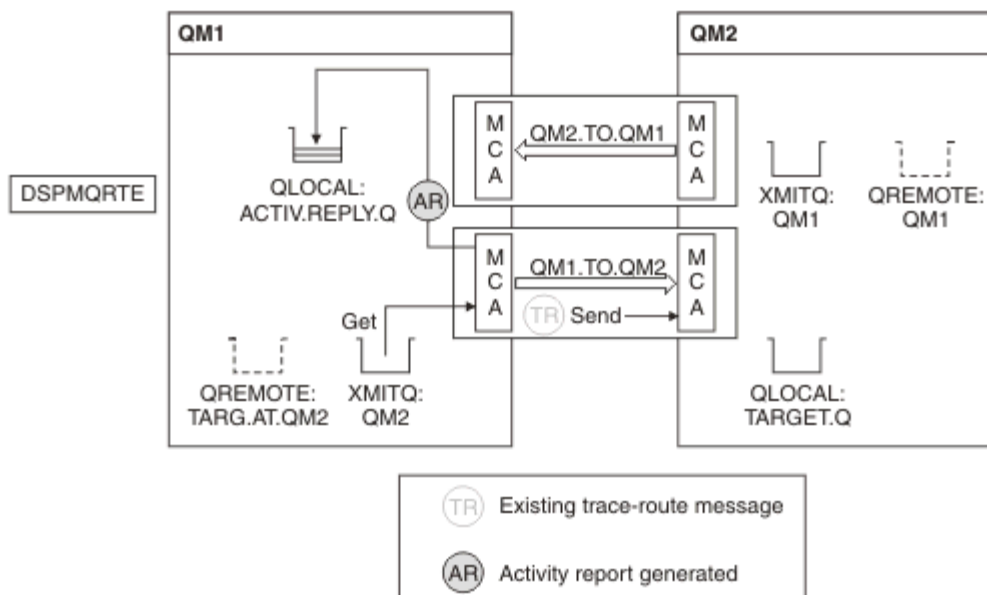 QM1
QM2
DSPMQRTE
QLOCAL:
ACTIV.REPLY.Q
AR
M
C
A
QM2.TO.QM1
M
C
A
XMITQ:
QM1
QREMOTE:
QM1
M
C
A
QM1.TO.QM2
TR Send
M
C
A
Get
QREMOTE:
TARG.AT.QM2
XMITQ:
QM2
QLOCAL:
TARGET.Q
TR Existing trace-route message
AR Activity report generated